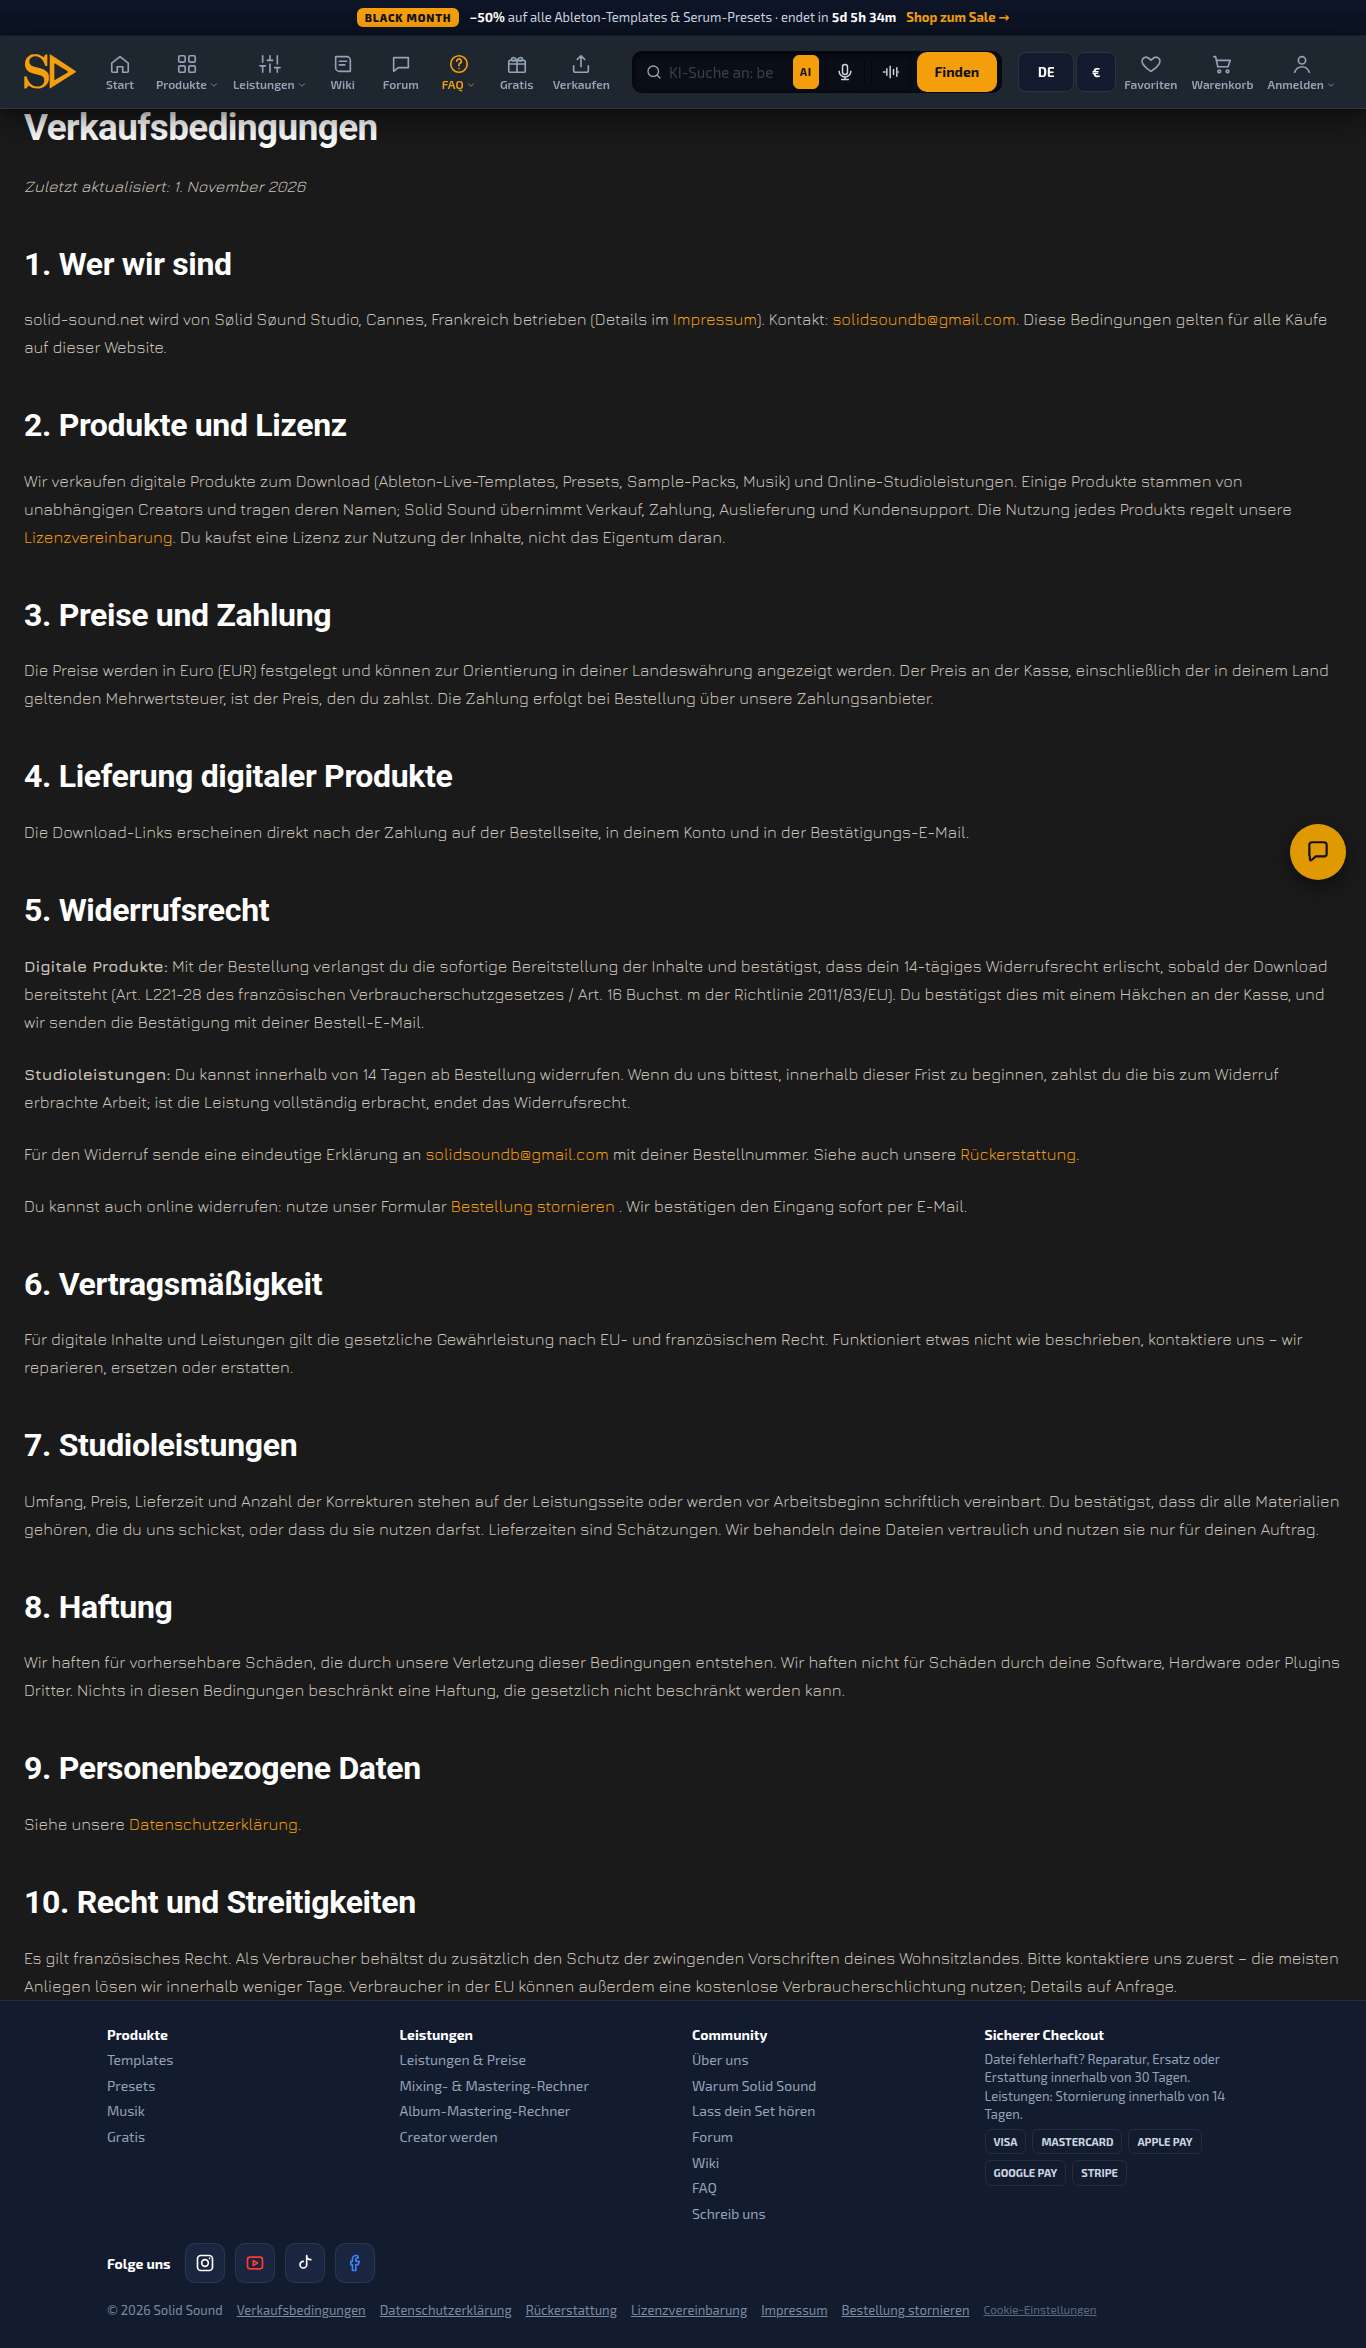 BLACK MONTH −50% auf alle Ableton-Templates & Serum-Presets · endet in 5d 5h 34m Shop zum Sale →
Start
Produkte
Leistungen
Wiki
Forum
FAQ
Gratis
Verkaufen
KI-Suche an: be
AI
Finden
DE
€
Favoriten
Warenkorb
Anmelden
Verkaufsbedingungen
Zuletzt aktualisiert: 1. November 2026
1. Wer wir sind
solid-sound.net wird von Sølid Søund Studio, Cannes, Frankreich betrieben (Details im Impressum). Kontakt: solidsoundb@gmail.com. Diese Bedingungen gelten für alle Käufe
auf dieser Website.
2. Produkte und Lizenz
Wir verkaufen digitale Produkte zum Download (Ableton-Live-Templates, Presets, Sample-Packs, Musik) und Online-Studioleistungen. Einige Produkte stammen von
unabhängigen Creators und tragen deren Namen; Solid Sound übernimmt Verkauf, Zahlung, Auslieferung und Kundensupport. Die Nutzung jedes Produkts regelt unsere
Lizenzvereinbarung. Du kaufst eine Lizenz zur Nutzung der Inhalte, nicht das Eigentum daran.
3. Preise und Zahlung
Die Preise werden in Euro (EUR) festgelegt und können zur Orientierung in deiner Landeswährung angezeigt werden. Der Preis an der Kasse, einschließlich der in deinem Land
geltenden Mehrwertsteuer, ist der Preis, den du zahlst. Die Zahlung erfolgt bei Bestellung über unsere Zahlungsanbieter.
4. Lieferung digitaler Produkte
Die Download-Links erscheinen direkt nach der Zahlung auf der Bestellseite, in deinem Konto und in der Bestätigungs-E-Mail.
5. Widerrufsrecht
Digitale Produkte: Mit der Bestellung verlangst du die sofortige Bereitstellung der Inhalte und bestätigst, dass dein 14-tägiges Widerrufsrecht erlischt, sobald der Download
bereitsteht (Art. L221-28 des französischen Verbraucherschutzgesetzes / Art. 16 Buchst. m der Richtlinie 2011/83/EU). Du bestätigst dies mit einem Häkchen an der Kasse, und
wir senden die Bestätigung mit deiner Bestell-E-Mail.
Studioleistungen: Du kannst innerhalb von 14 Tagen ab Bestellung widerrufen. Wenn du uns bittest, innerhalb dieser Frist zu beginnen, zahlst du die bis zum Widerruf
erbrachte Arbeit; ist die Leistung vollständig erbracht, endet das Widerrufsrecht.
Für den Widerruf sende eine eindeutige Erklärung an solidsoundb@gmail.com mit deiner Bestellnummer. Siehe auch unsere Rückerstattung.
Du kannst auch online widerrufen: nutze unser Formular Bestellung stornieren . Wir bestätigen den Eingang sofort per E-Mail.
6. Vertragsmäßigkeit
Für digitale Inhalte und Leistungen gilt die gesetzliche Gewährleistung nach EU- und französischem Recht. Funktioniert etwas nicht wie beschrieben, kontaktiere uns – wir
reparieren, ersetzen oder erstatten.
7. Studioleistungen
Umfang, Preis, Lieferzeit und Anzahl der Korrekturen stehen auf der Leistungsseite oder werden vor Arbeitsbeginn schriftlich vereinbart. Du bestätigst, dass dir alle Materialien
gehören, die du uns schickst, oder dass du sie nutzen darfst. Lieferzeiten sind Schätzungen. Wir behandeln deine Dateien vertraulich und nutzen sie nur für deinen Auftrag.
8. Haftung
Wir haften für vorhersehbare Schäden, die durch unsere Verletzung dieser Bedingungen entstehen. Wir haften nicht für Schäden durch deine Software, Hardware oder Plugins
Dritter. Nichts in diesen Bedingungen beschränkt eine Haftung, die gesetzlich nicht beschränkt werden kann.
9. Personenbezogene Daten
Siehe unsere Datenschutzerklärung.
10. Recht und Streitigkeiten
Es gilt französisches Recht. Als Verbraucher behältst du zusätzlich den Schutz der zwingenden Vorschriften deines Wohnsitzlandes. Bitte kontaktiere uns zuerst – die meisten
Anliegen lösen wir innerhalb weniger Tage. Verbraucher in der EU können außerdem eine kostenlose Verbraucherschlichtung nutzen; Details auf Anfrage.
Produkte
Templates
Presets
Musik
Gratis
Leistungen
Leistungen & Preise
Mixing- & Mastering-Rechner
Album-Mastering-Rechner
Creator werden
Community
Über uns
Warum Solid Sound
Lass dein Set hören
Forum
Wiki
FAQ
Schreib uns
Sicherer Checkout
Datei fehlerhaft? Reparatur, Ersatz oder
Erstattung innerhalb von 30 Tagen.
Leistungen: Stornierung innerhalb von 14
Tagen.
VISA MASTERCARD APPLE PAY
GOOGLE PAY STRIPE
Folge uns
© 2026 Solid Sound Verkaufsbedingungen Datenschutzerklärung Rückerstattung Lizenzvereinbarung Impressum Bestellung stornieren Cookie-Einstellungen